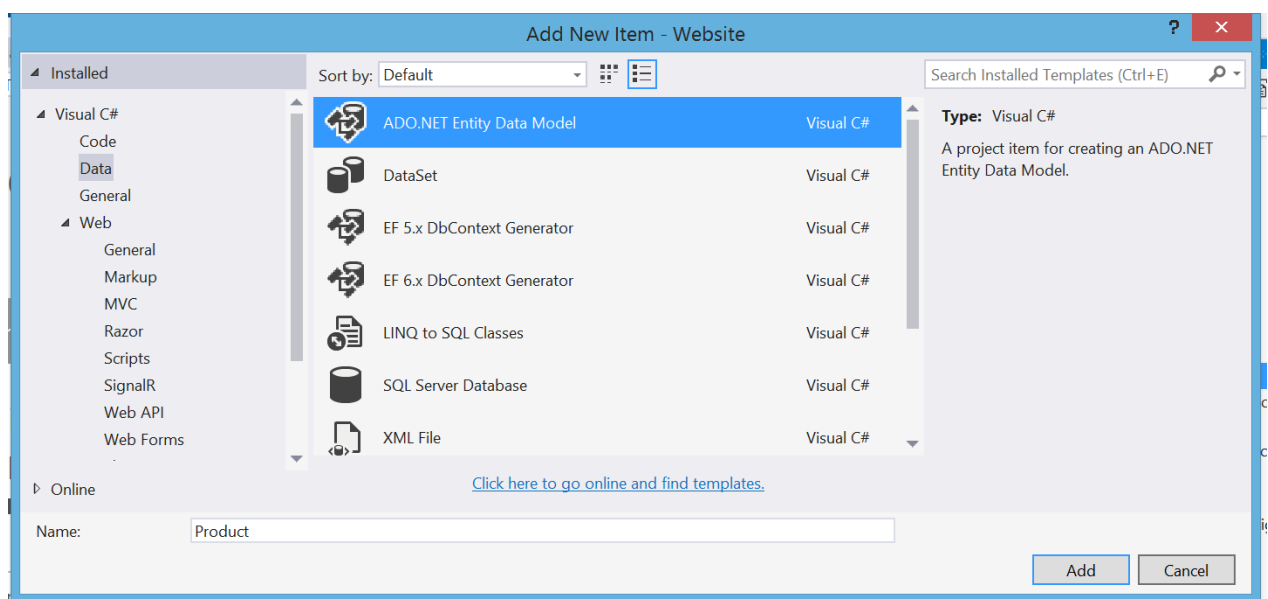 Add New Item - Website
?
Installed
Sort by: Default
Search Installed Templates (Ctrl+E)
Visual C#
Code
Data
General
Web
General
Markup
MVC
Razor
Scripts
SignalR
Web API
Web Forms
Online
ADO.NET Entity Data Model Visual C#
DataSet Visual C#
EF 5.x DbContext Generator Visual C#
EF 6.x DbContext Generator Visual C#
LINQ to SQL Classes Visual C#
SQL Server Database Visual C#
XML File Visual C#
Click here to go online and find templates.
Type: Visual C#
A project item for creating an ADO.NET
Entity Data Model.
Name: Product
Add Cancel